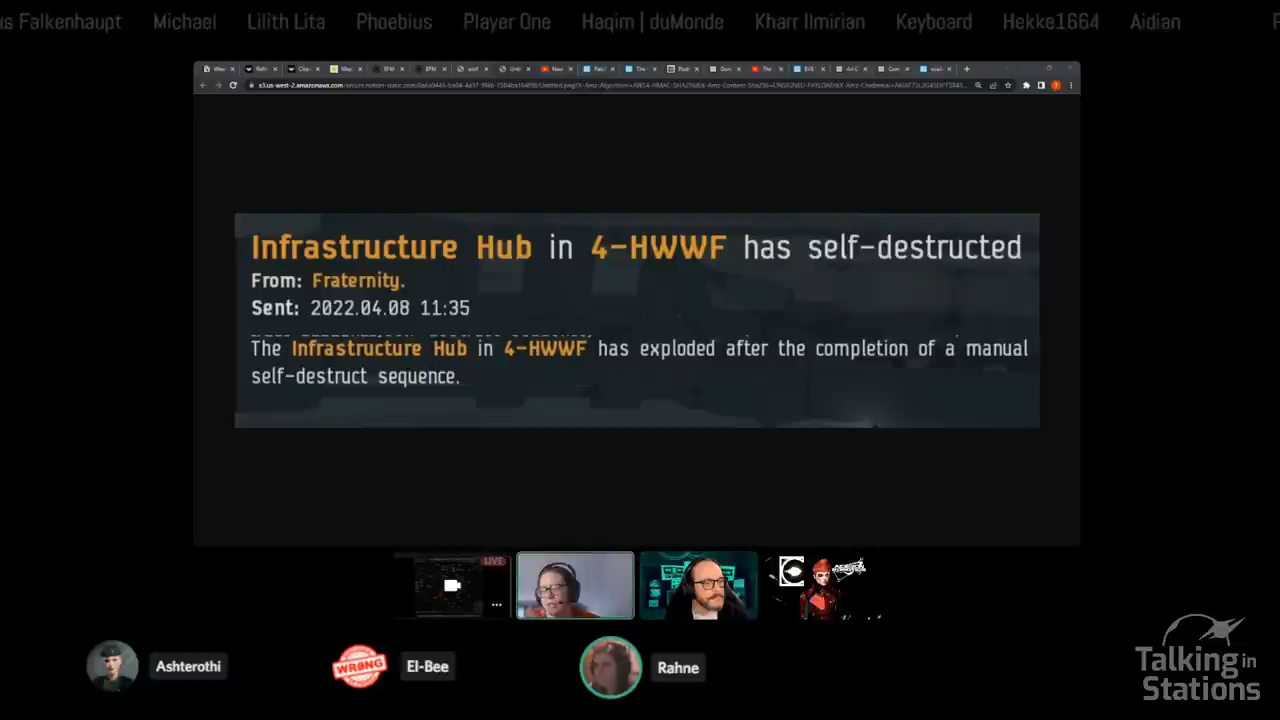 us Falkenhaupt Michael Lilith Lita Phoebius Player One Haqim | duMonde Kharr Ilmirian Keyboard Hekke1664 Aidian
Infrastructure Hub in 4-HWWF has self-destructed
From: Fraternity.
Sent: 2022.04.08 11:35
The Infrastructure Hub in 4-HWWF has exploded after the completion of a manual
self-destruct sequence.
LIVE
WRONG
Ashterothi El-Bee Rahne
Talking in
Stations